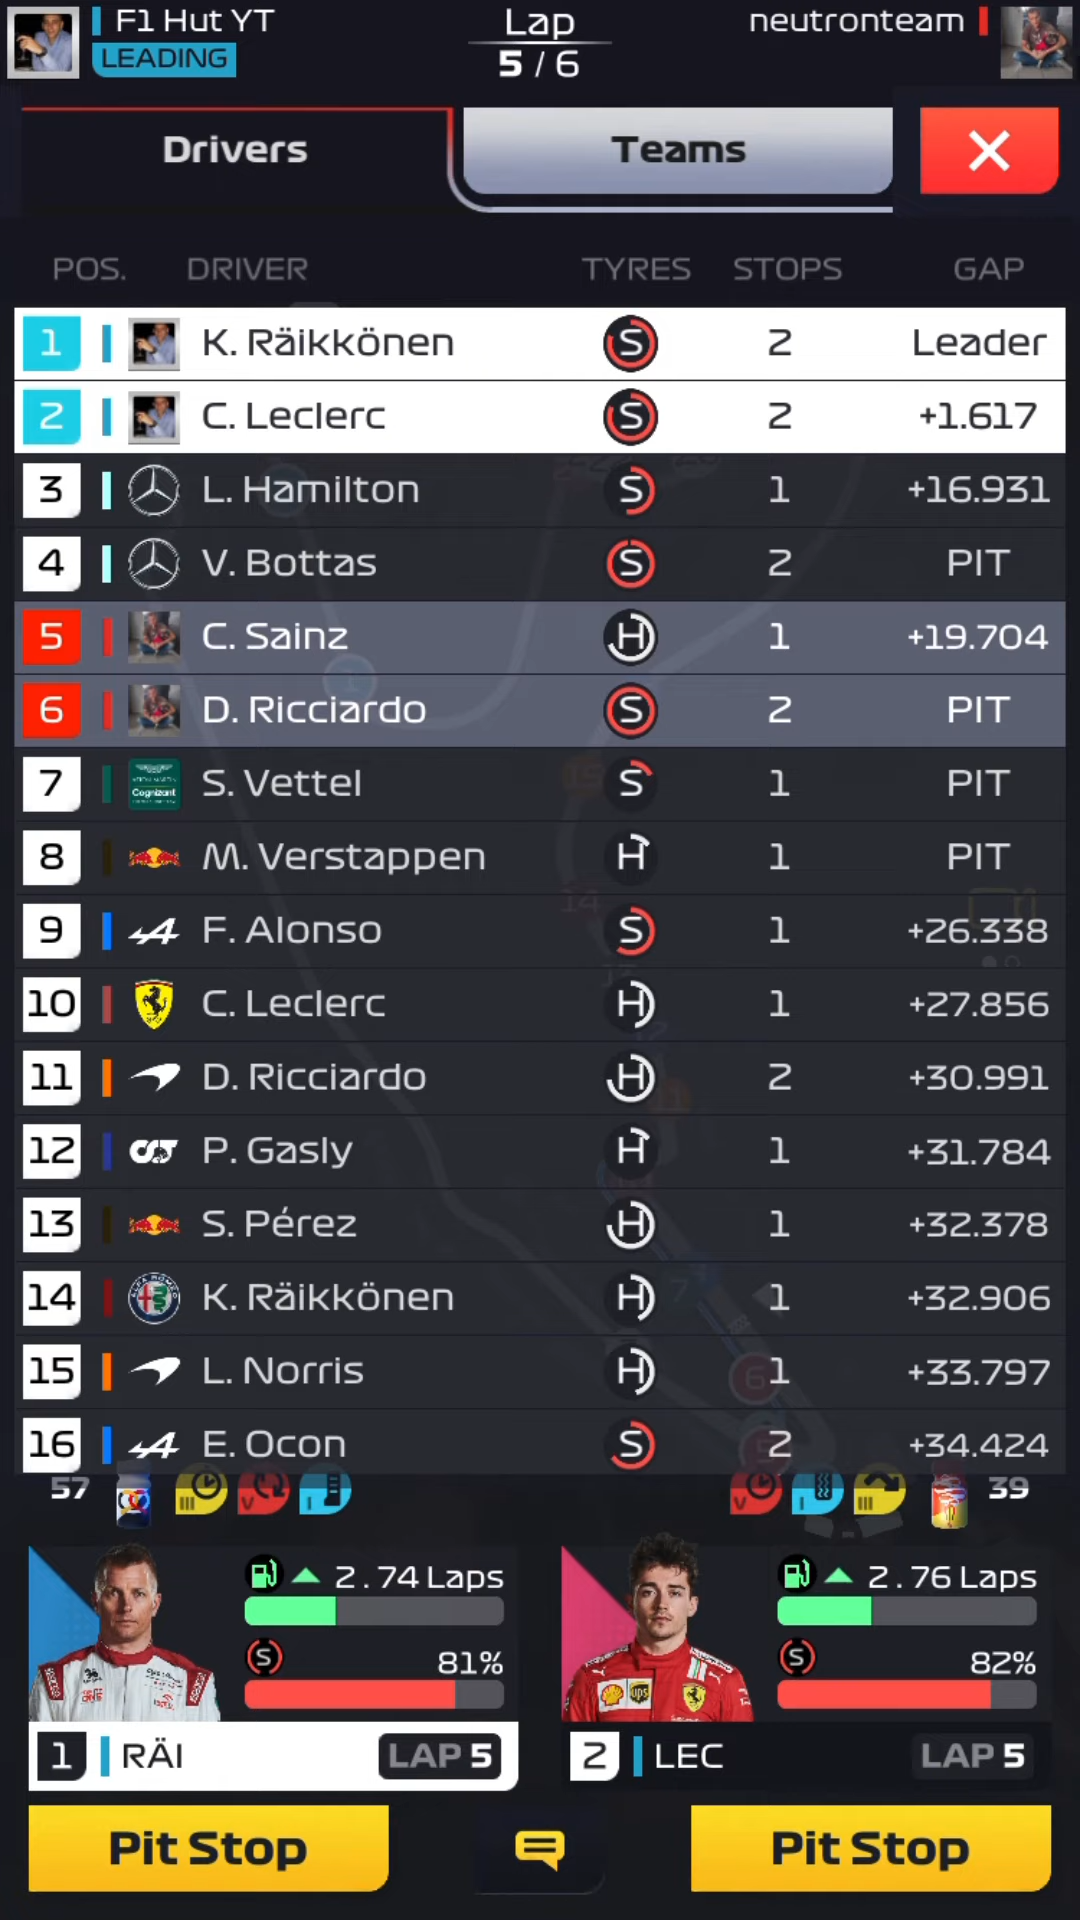 F1 Hut YT
LEADING
Lap
5 / 6
neutronteam
Drivers
Teams
POS. DRIVER TYRES STOPS GAP
1 K. Räikkönen S 2 Leader
2 C. Leclerc S 2 +1.617
3 L. Hamilton S 1 +16.931
4 V. Bottas S 2 PIT
5 C. Sainz H 1 +19.704
6 D. Ricciardo S 2 PIT
7 Cognizant S. Vettel S 1 PIT
8 M. Verstappen H 1 PIT
9 F. Alonso S 1 +26.338
10 C. Leclerc H 1 +27.856
11 D. Ricciardo H 2 +30.991
12 P. Gasly H 1 +31.784
13 S. Pérez H 1 +32.378
14 K. Räikkönen H 1 +32.906
15 L. Norris H 1 +33.797
16 E. Ocon S 2 +34.424
57 III V I V I III 39
2.74 Laps
S 81%
1 RÄI LAP 5
2.76 Laps
S 82%
2 LEC LAP 5
Pit Stop
Pit Stop